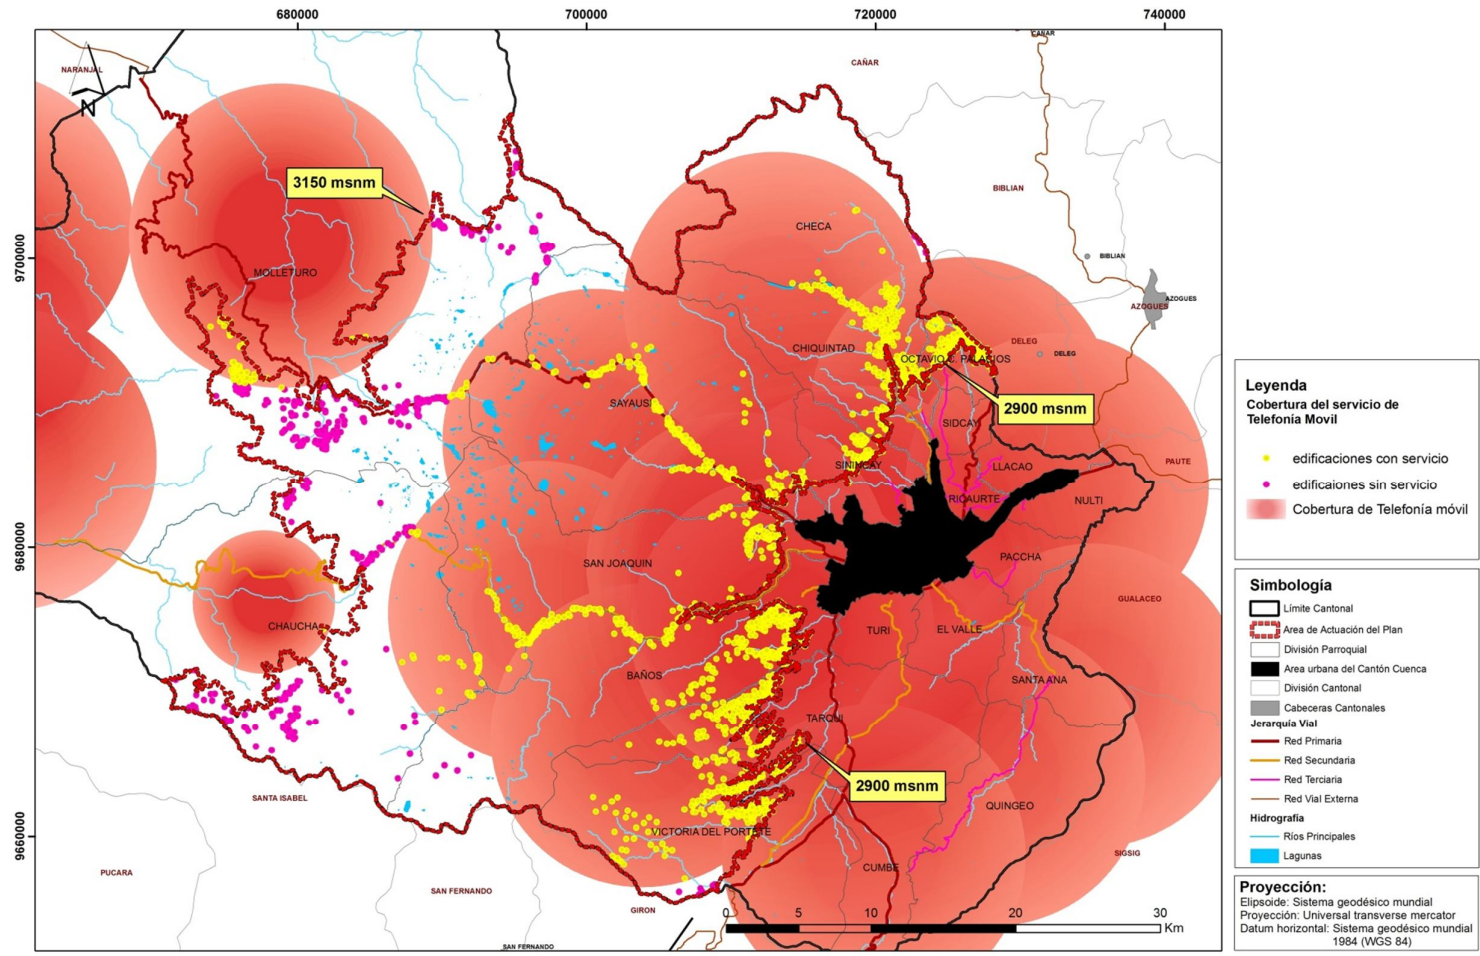 680000
700000
720000
740000
9700000
9680000
9660000
CAÑAR
NARANJAL
N
CAÑAR
3150 msnm
BIBLIAN
CHECA
BIBLIAN
MOLLETURO
AZOGUES
AZOGUES
DELEG
CHIQUINTAD
DELEG
OCTAVIO C. PALACIOS
SAYAUSI
2900 msnm
SIDCAY
SININCAY
LLACAO
PAUTE
RICAURTE
NULTI
SAN JOAQUIN
PACCHA
GUALACEO
CHAUCHA
TURI
EL VALLE
BAÑOS
SANTA ANA
TARQUI
2900 msnm
SANTA ISABEL
QUINGEO
VICTORIA DEL PORTETE
SIGSIG
CUMBE
PUCARA
SAN FERNANDO
GIRON
SAN FERNANDO
0 5 10 20 30
Km
Leyenda
Cobertura del servicio de
Telefonía Movil
edificaciones con servicio
edificaiones sin servicio
Cobertura de Telefonía móvil
Simbología
Límite Cantonal
Area de Actuación del Plan
División Parroquial
Area urbana del Cantón Cuenca
División Cantonal
Cabeceras Cantonales
Jerarquía Vial
Red Primaria
Red Secundaria
Red Terciaria
Red Vial Externa
Hidrografía
Ríos Principales
Lagunas
Proyección:
Elipsoide: Sistema geodésico mundial
Proyección: Universal transverse mercator
Datum horizontal: Sistema geodésico mundial
1984 (WGS 84)